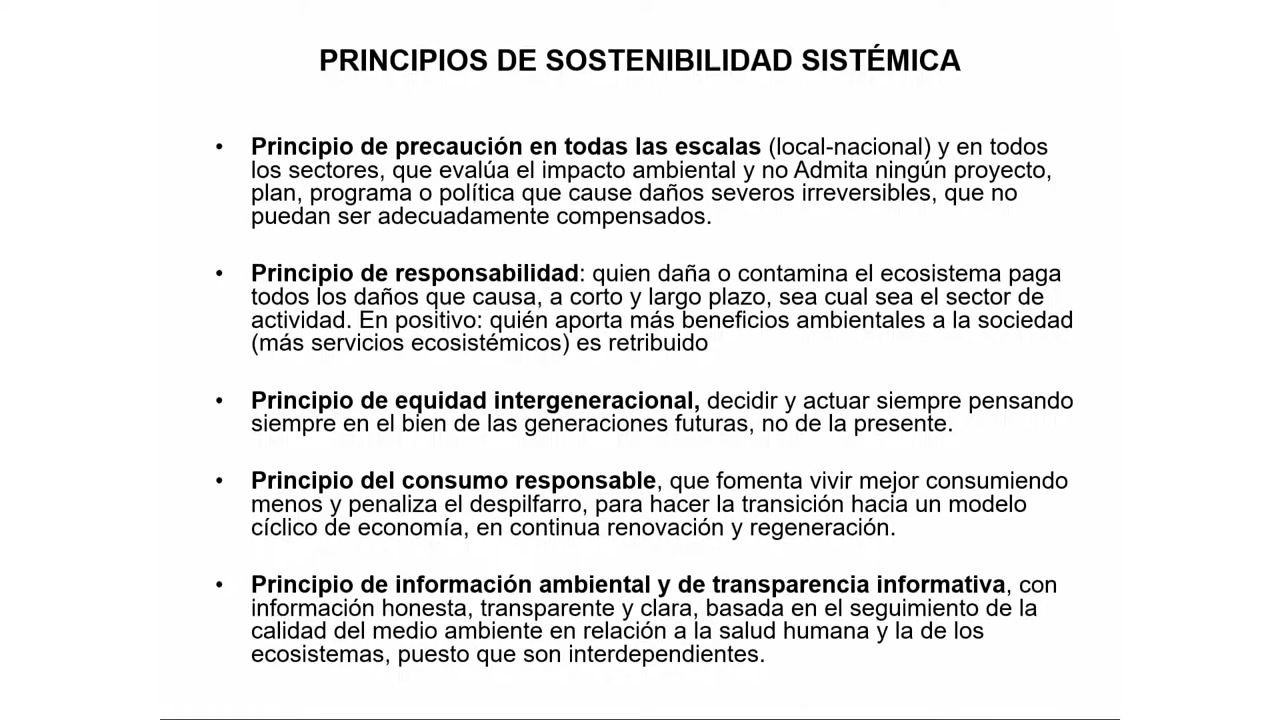 PRINCIPIOS DE SOSTENIBILIDAD SISTÉMICA
• Principio de precaución en todas las escalas (local-nacional) y en todos
los sectores, que evalúa el impacto ambiental y no Admita ningún proyecto,
plan, programa o política que cause daños severos irreversibles, que no
puedan ser adecuadamente compensados.
• Principio de responsabilidad: quien daña o contamina el ecosistema paga
todos los daños que causa, a corto y largo plazo, sea cual sea el sector de
actividad. En positivo: quién aporta más beneficios ambientales a la sociedad
(más servicios ecosistémicos) es retribuido
• Principio de equidad intergeneracional, decidir y actuar siempre pensando
siempre en el bien de las generaciones futuras, no de la presente.
• Principio del consumo responsable, que fomenta vivir mejor consumiendo
menos y penaliza el despilfarro, para hacer la transición hacia un modelo
cíclico de economía, en continua renovación y regeneración.
• Principio de información ambiental y de transparencia informativa, con
información honesta, transparente y clara, basada en el seguimiento de la
calidad del medio ambiente en relación a la salud humana y la de los
ecosistemas, puesto que son interdependientes.